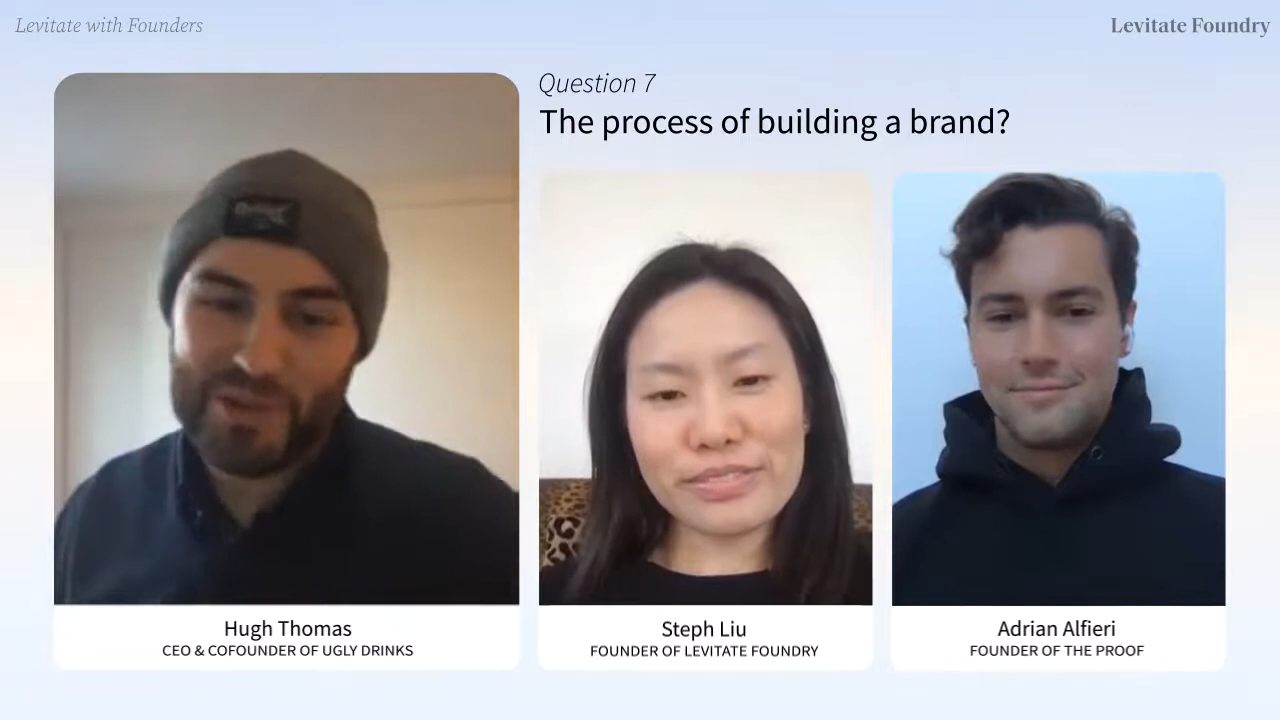 Levitate with Founders
Levitate Foundry
Question 7
The process of building a brand?
Hugh Thomas
CEO & COFOUNDER OF UGLY DRINKS
Steph Liu
FOUNDER OF LEVITATE FOUNDRY
Adrian Alfieri
FOUNDER OF THE PROOF